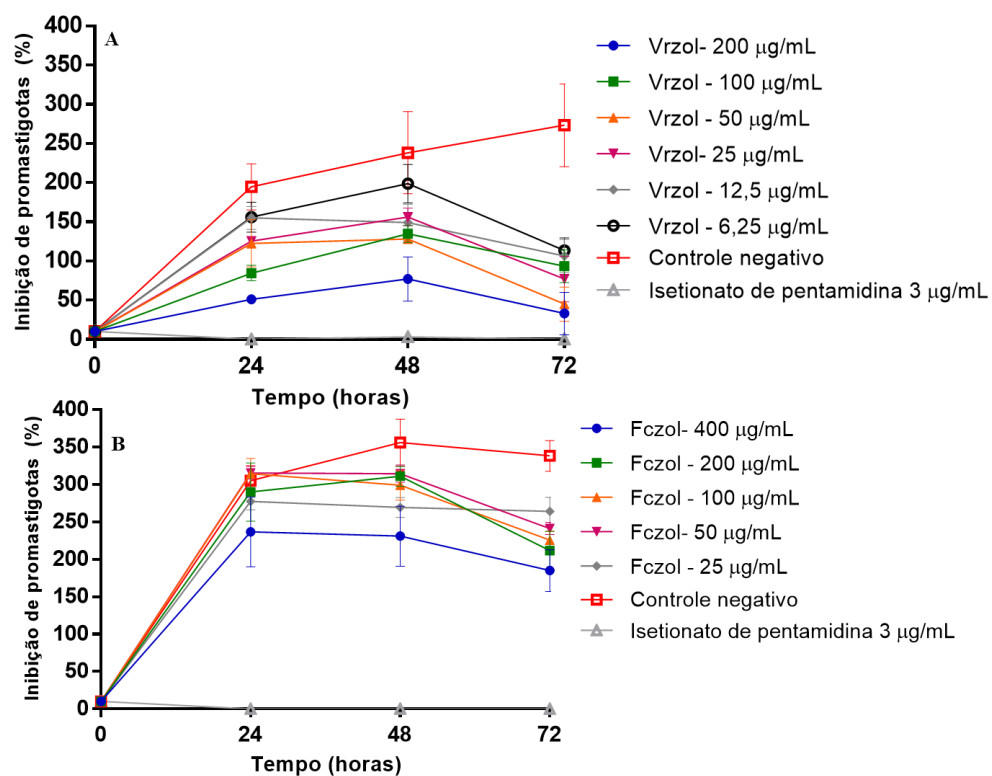 A
Inibição de promastigotas (%)
400
350
300
250
200
150
100
50
0
0 24 48 72
Tempo (horas)
Vrzol- 200 µg/mL
Vrzol - 100 µg/mL
Vrzol - 50 µg/mL
Vrzol- 25 µg/mL
Vrzol - 12,5 µg/mL
Vrzol - 6,25 µg/mL
Controle negativo
Isetionato de pentamidina 3 µg/mL
B
Inibição de promastigotas (%)
400
350
300
250
200
150
100
50
0
0 24 48 72
Tempo (horas)
Fczol- 400 µg/mL
Fczol - 200 µg/mL
Fczol - 100 µg/mL
Fczol- 50 µg/mL
Fczol - 25 µg/mL
Controle negativo
Isetionato de pentamidina 3 µg/mL